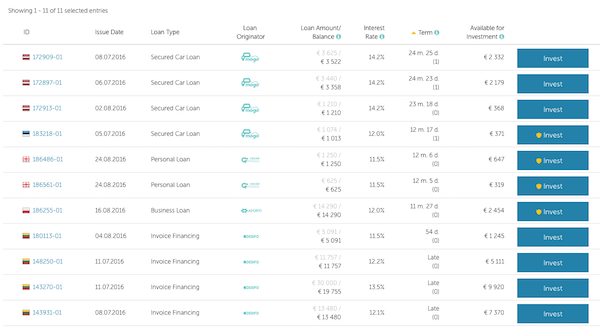 Showing 1 - 11 of 11 selected entries
ID Issue Date Loan Type Loan Originator Loan Amount/ Balance Interest Rate Term Available for Investment
172909-01 08.07.2016 Secured Car Loan mogo € 3 625 / € 3 522 14.2% 24 m. 25 d. (1) € 2 332 Invest
172897-01 06.07.2016 Secured Car Loan mogo € 3 440 / € 3 358 14.2% 24 m. 23 d. (1) € 2 179 Invest
172913-01 02.08.2016 Secured Car Loan mogo € 1 210 / € 1 210 14.2% 23 m. 18 d. (0) € 368 Invest
183218-01 05.07.2016 Secured Car Loan mogo € 1 074 / € 1 013 12.0% 12 m. 17 d. (1) € 371 Invest
186486-01 24.08.2016 Personal Loan € 1 250 / € 1 250 11.5% 12 m. 6 d. (0) € 647 Invest
186561-01 24.08.2016 Personal Loan € 625 / € 625 11.5% 12 m. 5 d. (0) € 319 Invest
186255-01 16.08.2016 Business Loan € 14 290 / € 14 290 12.0% 11 m. 27 d. (0) € 2 454 Invest
180113-01 04.08.2016 Invoice Financing € 5 091 / € 5 091 11.5% 54 d. (0) € 1 245 Invest
148250-01 11.07.2016 Invoice Financing € 11 757 / € 11 757 12.2% Late (0) € 5 111 Invest
143270-01 11.07.2016 Invoice Financing € 19 755 13.5% Late (0) € 9 920 Invest
143931-01 08.07.2016 Invoice Financing € 13 480 / € 13 480 12.1% Late (0) € 7 370 Invest